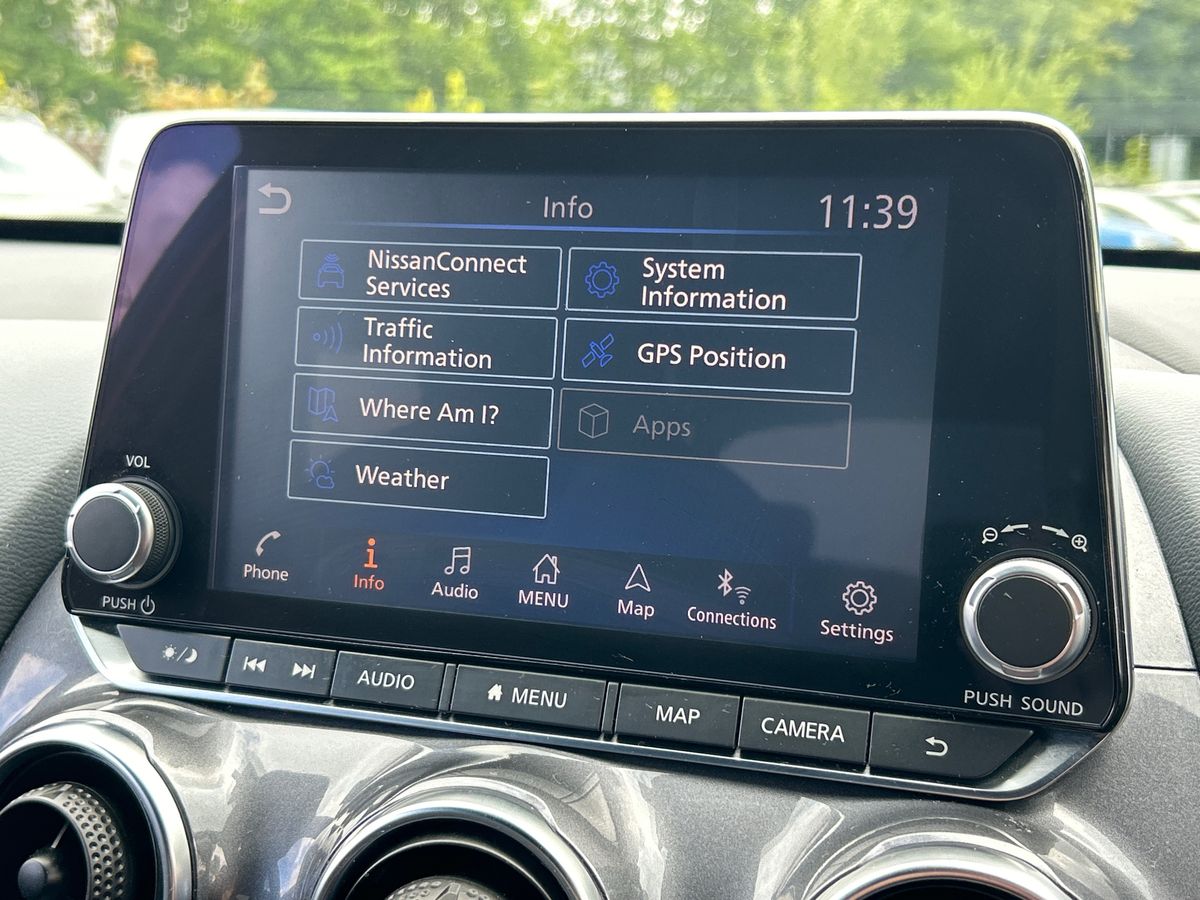 Info
11:39
NissanConnect
Services
System
Information
Traffic
Information
GPS Position
Where Am I?
Apps
Weather
Phone
Info
Audio
MENU
Map
Connections
Settings
VOL
PUSH
PUSH SOUND
AUDIO
MENU
MAP
CAMERA